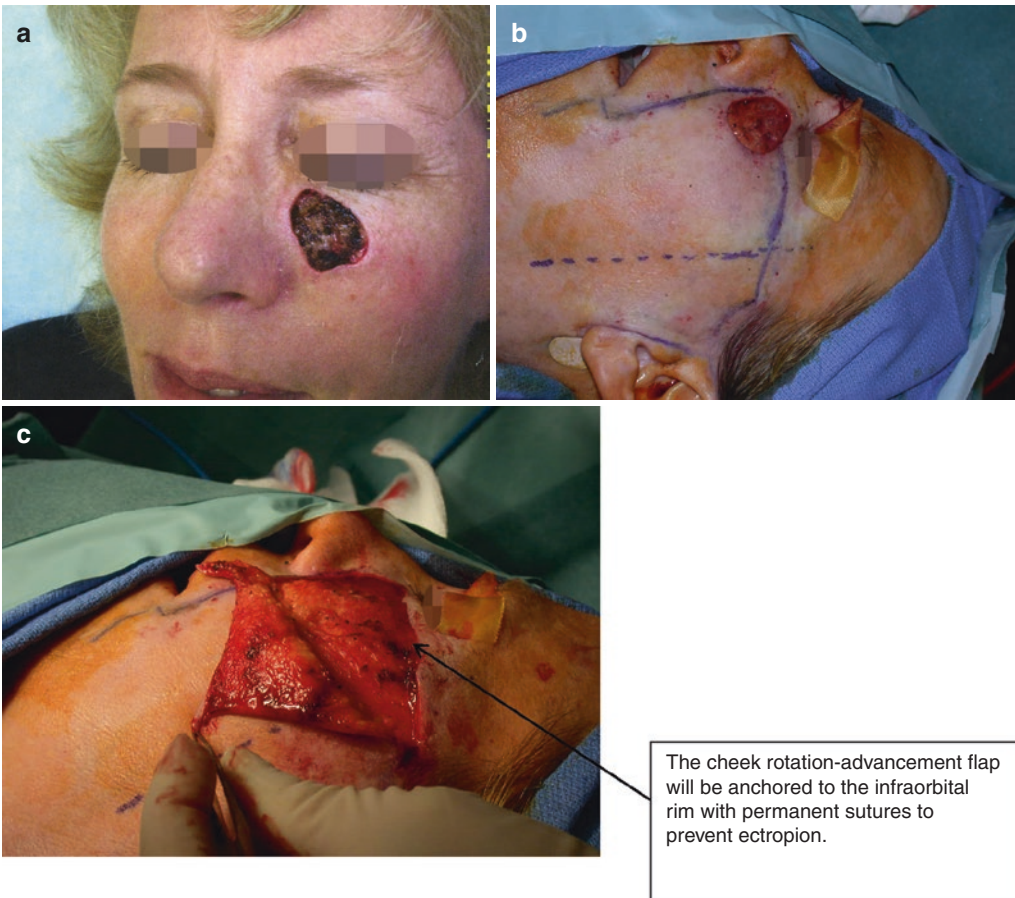 a
b
c
The cheek rotation-advancement flap
will be anchored to the infraorbital
rim with permanent sutures to
prevent ectropion.